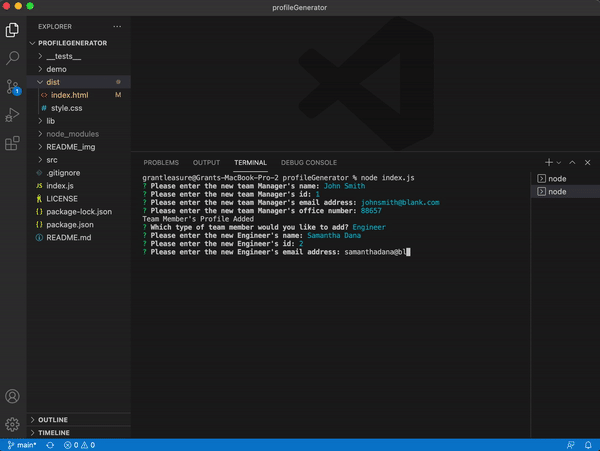 profileGenerator
EXPLORER
PROFILEGENERATOR
__tests__
demo
dist
index.html M
style.css
lib
node_modules
README_img
src
.gitignore
index.js
LICENSE
package-lock.json
package.json
README.md
OUTLINE
TIMELINE
PROBLEMS OUTPUT TERMINAL DEBUG CONSOLE
grantleasure@Grants-MacBook-Pro-2 profileGenerator % node index.js
? Please enter the new team Manager's name: John Smith
? Please enter the new team Manager's id: 1
? Please enter the new team Manager's email address: johnsmith@blank.com
? Please enter the new team Manager's office number: 88657
Team Member's Profile Added
? Which type of team member would you like to add? Engineer
? Please enter the new Engineer's name: Samantha Dana
? Please enter the new Engineer's id: 2
? Please enter the new Engineer's email address: samanthadana@bl
node
node
1
main* 0 0